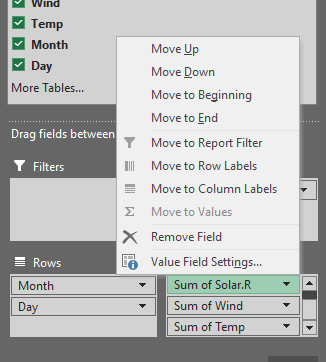 Wind
Temp
Month
Day
More Tables...
Drag fields between
Filters
Move Up
Move Down
Move to Beginning
Move to End
Move to Report Filter
Move to Row Labels
Move to Column Labels
Move to Values
Remove Field
Value Field Settings...
Rows
Month
Day
Sum of Solar.R
Sum of Wind
Sum of Temp